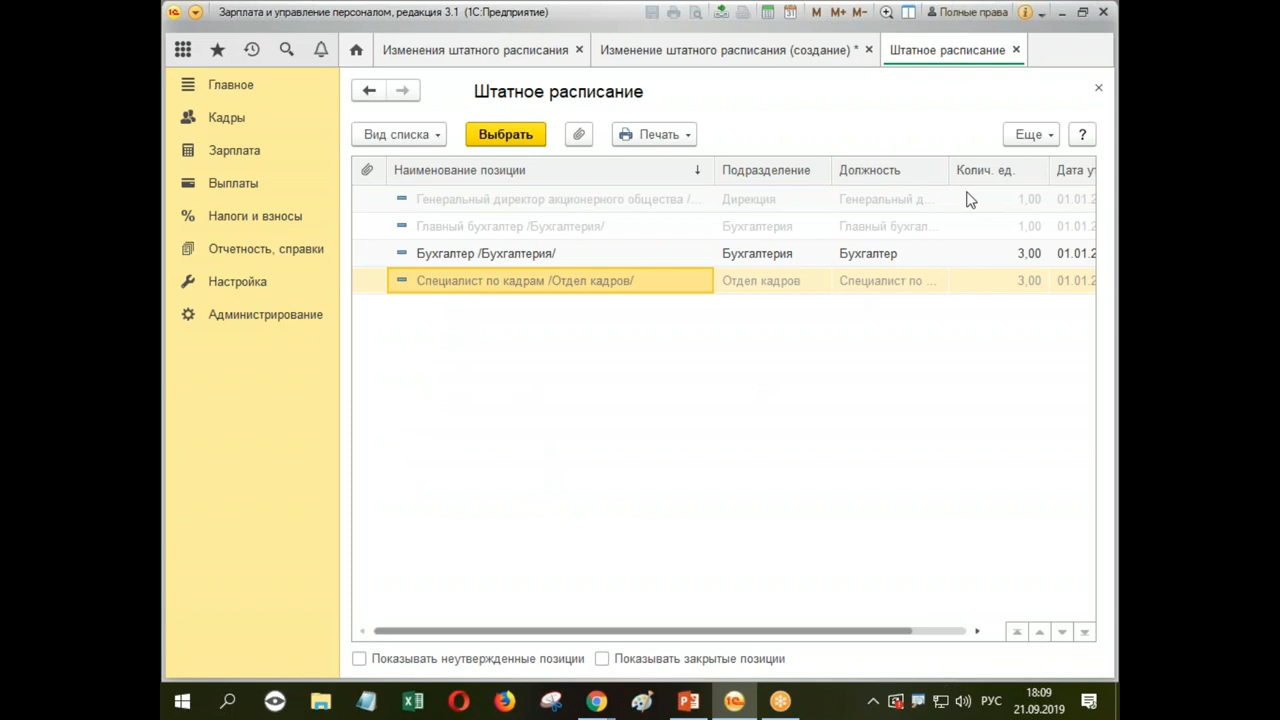 Зарплата и управление персоналом, редакция 3.1 (1С:Предприятие)
M M+ M- Полные права
Изменения штатного расписания × Изменение штатного расписания (создание) * × Штатное расписание ×
Главное
Кадры
Зарплата
Выплаты
Налоги и взносы
Отчетность, справки
Настройка
Администрирование
Штатное расписание
Вид списка Выбрать Печать Еще ?
Наименование позиции ↓ Подразделение Должность Колич. ед. Дата ут
Генеральный директор акционерного общества /... Дирекция Генеральный д... 1,00 01.01.2
Главный бухгалтер /Бухгалтерия/ Бухгалтерия Главный бухгал... 1,00 01.01.2
Бухгалтер /Бухгалтерия/ Бухгалтерия Бухгалтер 3,00 01.01.2
Специалист по кадрам /Отдел кадров/ Отдел кадров Специалист по ... 3,00 01.01.2
Показывать неутвержденные позиции Показывать закрытые позиции
РУС 18:09
21.09.2019